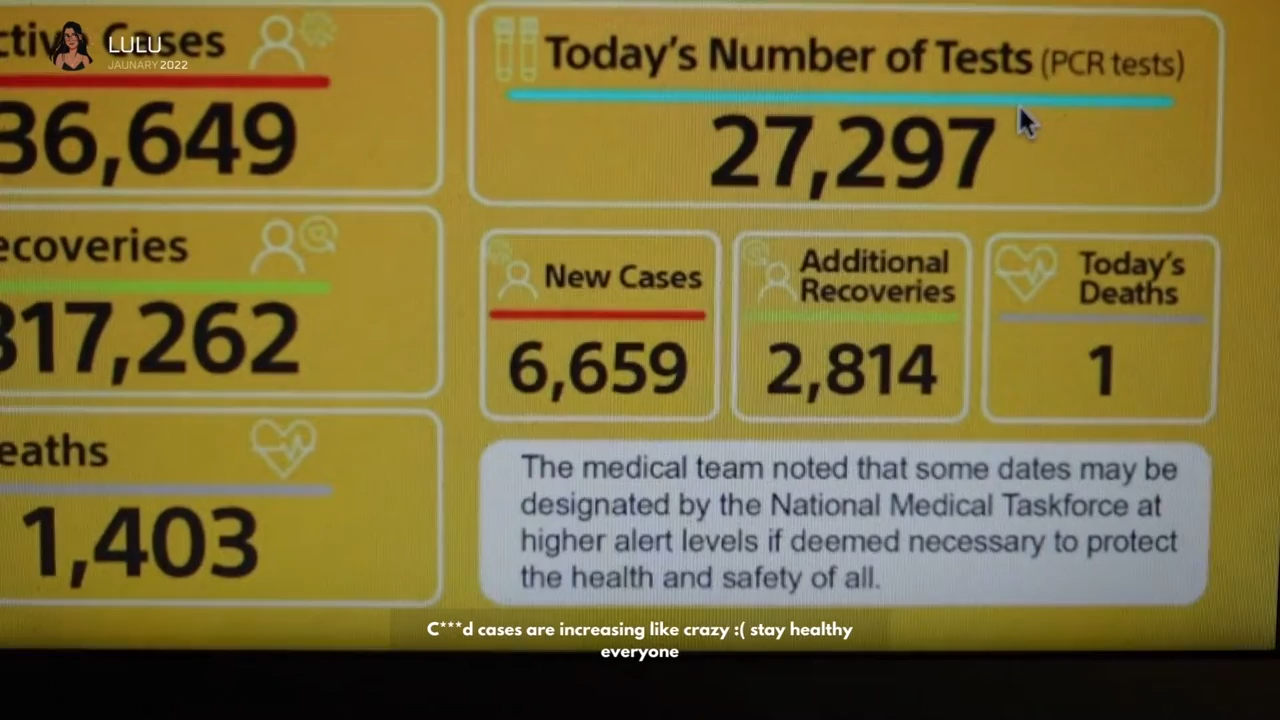 LULU
JAUNARY 2022
Cases
36,649
317,262
1,403
Today's Number of Tests (PCR tests)
27,297
New Cases
6,659
Additional
Recoveries
2,814
Today's
Deaths
1
The medical team noted that some dates may be
designated by the National Medical Taskforce at
higher alert levels if deemed necessary to protect
the health and safety of all.
C***d cases are increasing like crazy :( stay healthy
everyone